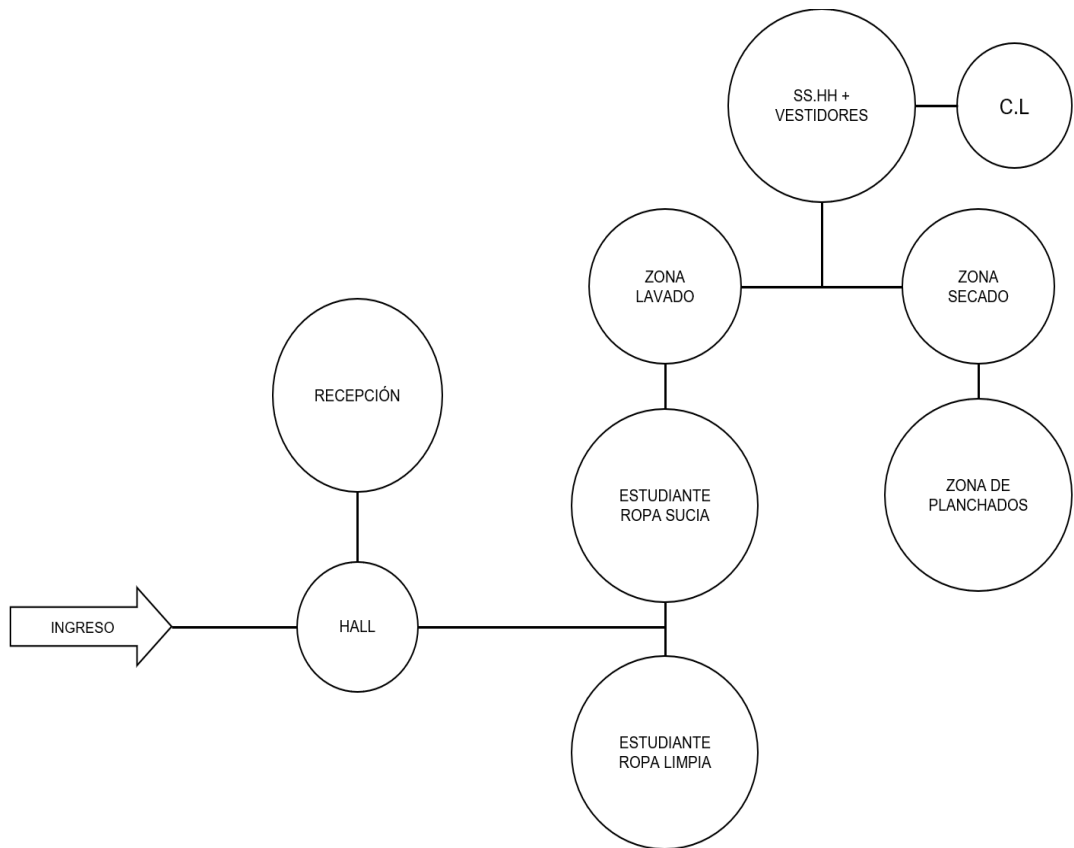 SS.HH +
VESTIDORES
C.L
ZONA
LAVADO
ZONA
SECADO
RECEPCIÓN
ESTUDIANTE
ROPA SUCIA
ZONA DE
PLANCHADOS
INGRESO
HALL
ESTUDIANTE
ROPA LIMPIA